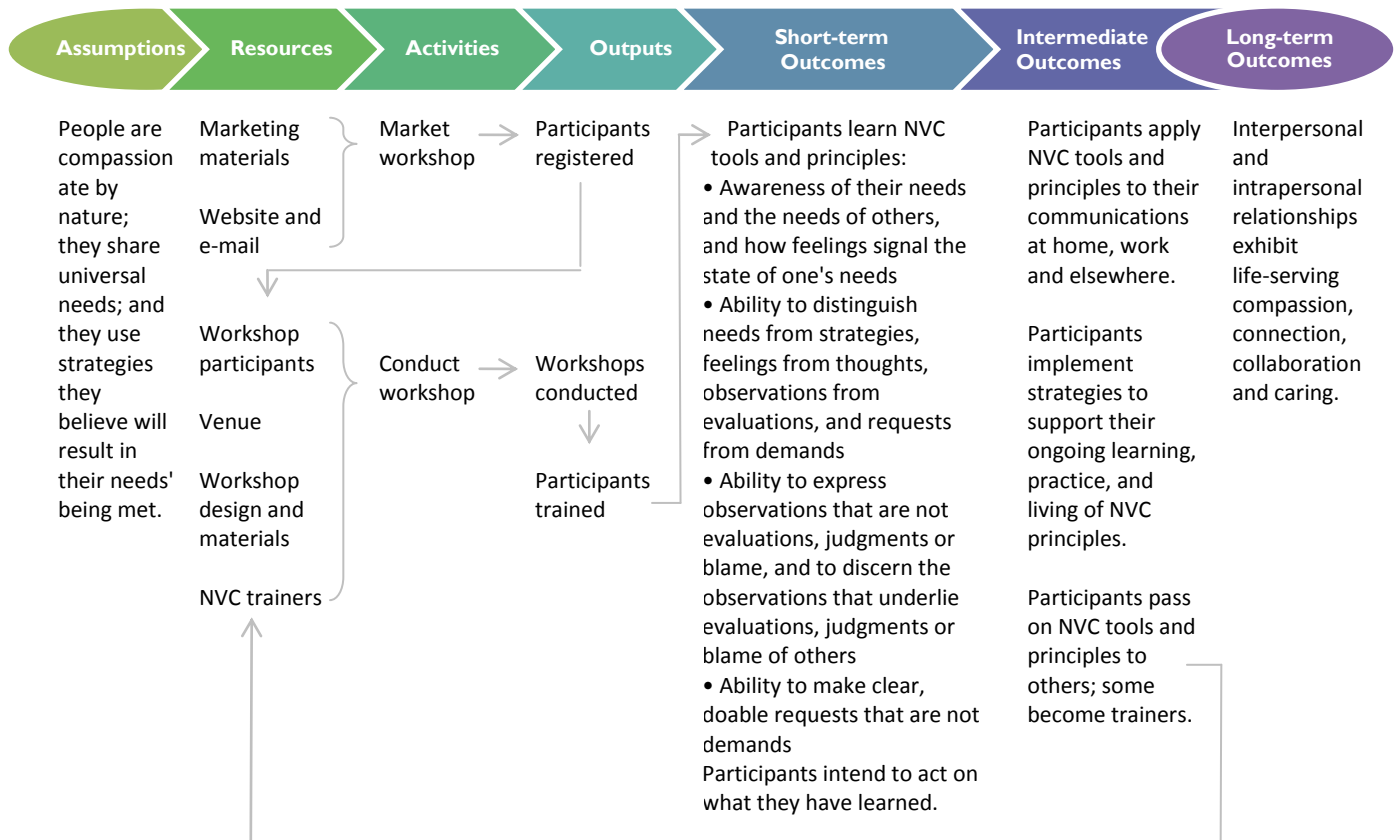 Assumptions
Resources
Activities
Outputs
Short-term
Outcomes
Intermediate
Outcomes
Long-term
Outcomes
People are
compassion
ate by
nature;
they share
universal
needs; and
they use
strategies
they
believe will
result in
their needs'
being met.
Marketing
materials
Website and
e-mail
Workshop
participants
Venue
Workshop
design and
materials
NVC trainers
Market
workshop
Conduct
workshop
Participants
registered
Workshops
conducted
Participants
trained
Participants learn NVC
tools and principles:
• Awareness of their needs
and the needs of others,
and how feelings signal the
state of one's needs
• Ability to distinguish
needs from strategies,
feelings from thoughts,
observations from
evaluations, and requests
from demands
• Ability to express
observations that are not
evaluations, judgments or
blame, and to discern the
observations that underlie
evaluations, judgments or
blame of others
• Ability to make clear,
doable requests that are not
demands
Participants intend to act on
what they have learned.
Participants apply
NVC tools and
principles to their
communications
at home, work
and elsewhere.
Participants
implement
strategies to
support their
ongoing learning,
practice, and
living of NVC
principles.
Participants pass
on NVC tools and
principles to
others; some
become trainers.
Interpersonal
and
intrapersonal
relationships
exhibit
life-serving
compassion,
connection,
collaboration
and caring.